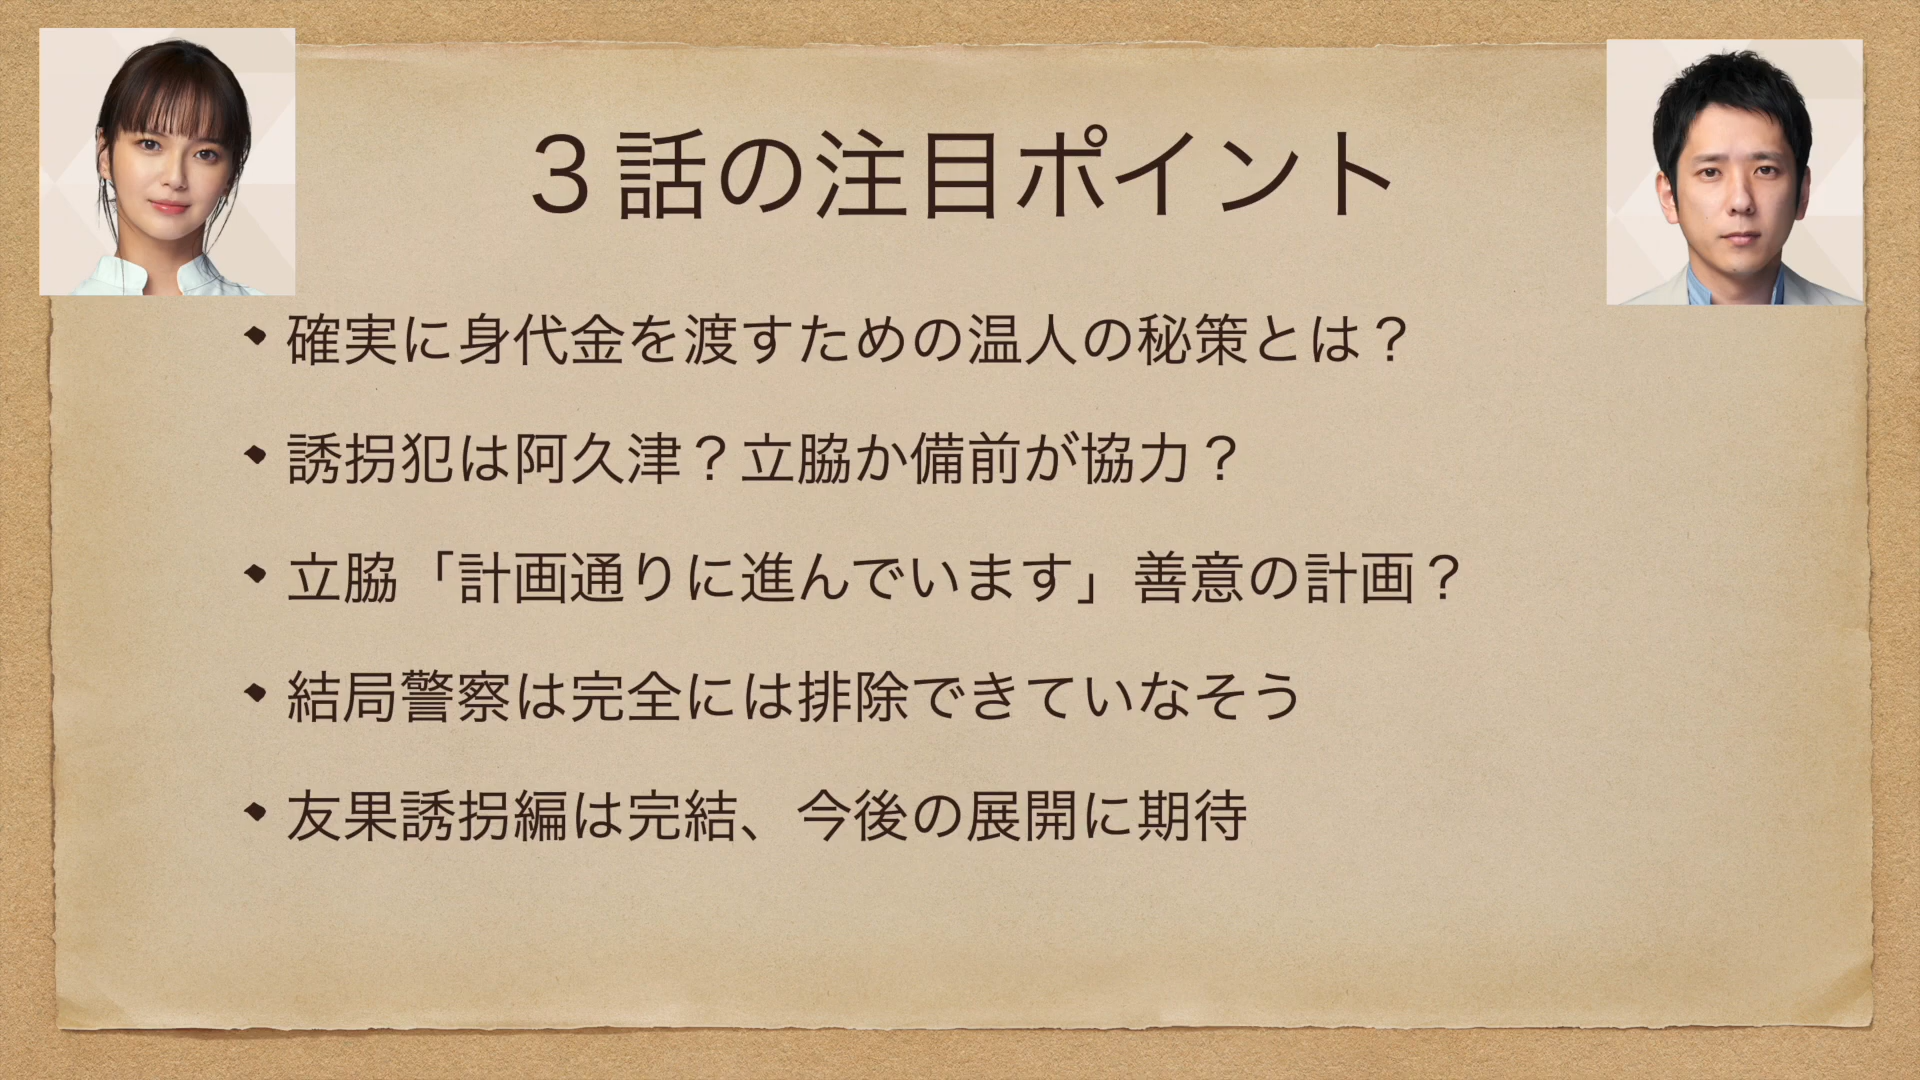 ３話の注目ポイント
確実に身代金を渡すための温人の秘策とは？
誘拐犯は阿久津？立脇か備前が協力？
立脇「計画通りに進んでいます」善意の計画？
結局警察は完全には排除できていなそう
友果誘拐編は完結、今後の展開に期待